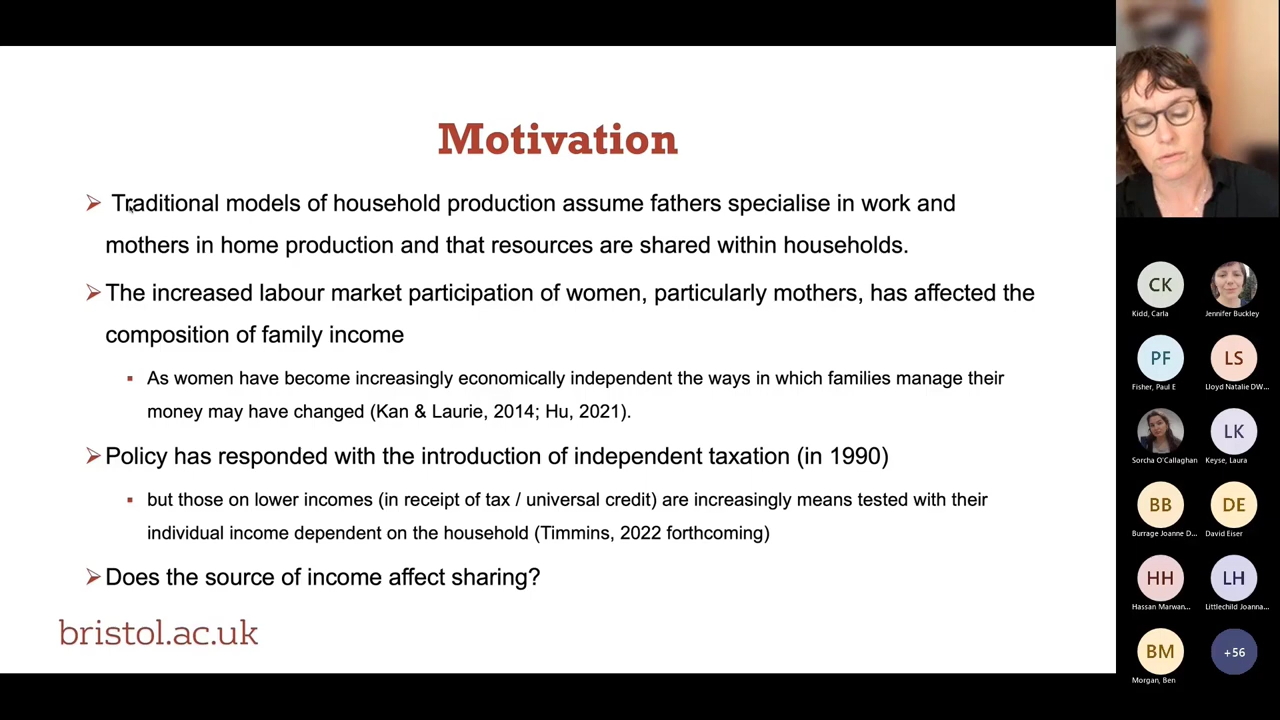 Motivation
Traditional models of household production assume fathers specialise in work and
mothers in home production and that resources are shared within households.
The increased labour market participation of women, particularly mothers, has affected the
composition of family income
As women have become increasingly economically independent the ways in which families manage their
money may have changed (Kan & Laurie, 2014; Hu, 2021).
Policy has responded with the introduction of independent taxation (in 1990)
but those on lower incomes (in receipt of tax / universal credit) are increasingly means tested with their
individual income dependent on the household (Timmins, 2022 forthcoming)
Does the source of income affect sharing?
bristol.ac.uk
CK
Kidd, Carla
Jennifer Buckley
PF
LS
Fisher, Paul E
Lloyd Natalie DW...
LK
Sorcha O'Callaghan
Keyse, Laura
BB
DE
Burrage Joanne D...
David Eiser
HH
LH
Hassan Marwan...
Littlechild Joanna...
BM
+56
Morgan, Ben